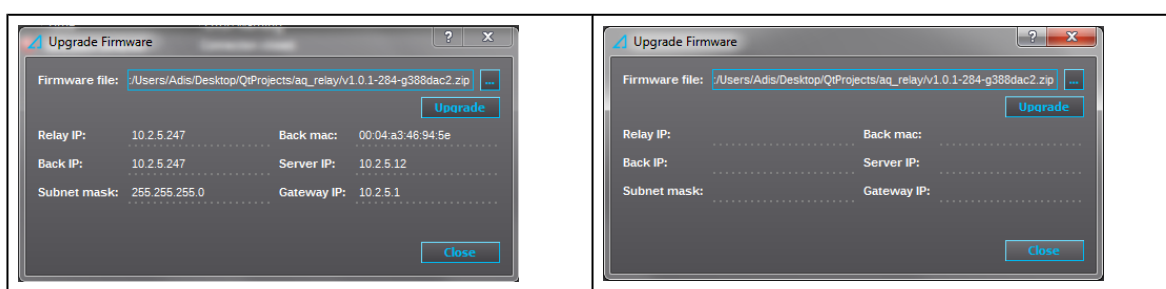 Upgrade Firmware
Firmware file: :/Users/Adis/Desktop/QtProjects/aq_relay/v1.0.1-284-g388dac2.zip ...
Upgrade
Relay IP: 10.2.5.247 Back mac: 00:04:a3:46:94:5e
Back IP: 10.2.5.247 Server IP: 10.2.5.12
Subnet mask: 255.255.255.0 Gateway IP: 10.2.5.1
Close
Upgrade Firmware
Firmware file: :/Users/Adis/Desktop/QtProjects/aq_relay/v1.0.1-284-g388dac2.zip ...
Upgrade
Relay IP: Back mac:
Back IP: Server IP:
Subnet mask: Gateway IP:
Close